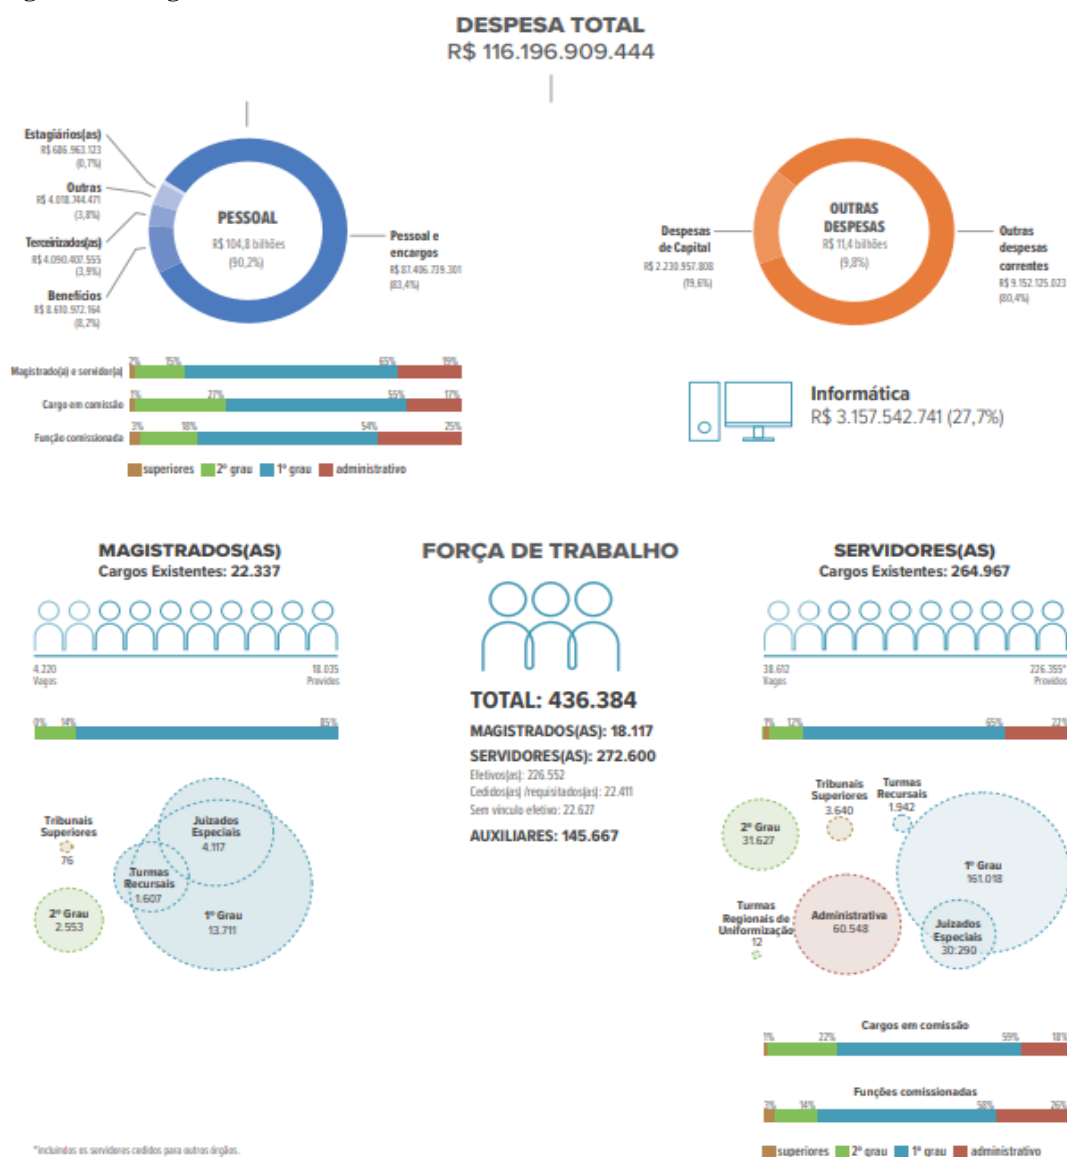 DESPESA TOTAL
R$ 116.196.909.444
Estagiários(as)
R$ 686.963.123
(0,7%)
Outras
R$ 4.018.744.471
(3,8%)
Terceirizados(as)
R$ 4.090.407.555
(3,9%)
Benefícios
R$ 8.610.972.164
(8,2%)
PESSOAL
R$ 104,8 bilhões
(90,2%)
Pessoal e
encargos
R$ 87.406.739.301
(83,4%)
Despesas
de Capital
R$ 2.230.957.808
(19,6%)
OUTRAS
DESPESAS
R$ 11,4 bilhões
(9,8%)
Outras
despesas
correntes
R$ 9.152.125.023
(80,4%)
2% 15% 65% 19%
Magistrado(a) e servidor(a)
1% 27% 55% 17%
Cargo em comissão
3% 18% 54% 25%
Função comissionada
superiores 2º grau 1º grau administrativo
Informática
R$ 3.157.542.741 (27,7%)
MAGISTRADOS(AS)
Cargos Existentes: 22.337
4.220
Vagos
18.035
Providos
0% 14% 85%
Tribunais
Superiores
76
2º Grau
2.553
Juizados
Especiais
4.117
Turmas
Recursais
1.607
1º Grau
13.711
FORÇA DE TRABALHO
TOTAL: 436.384
MAGISTRADOS(AS): 18.117
SERVIDORES(AS): 272.600
Efetivos(as): 226.552
Cedidos(as) /requisitados(as): 22.411
Sem vínculo efetivo: 22.627
AUXILIARES: 145.667
SERVIDORES(AS)
Cargos Existentes: 264.967
38.612
Vagos
226.355*
Providos
1% 12% 65% 22%
Tribunais
Superiores
3.640
Turmas
Recursais
1.942
2º Grau
31.627
1º Grau
161.018
Turmas
Regionais de
Uniformização
12
Administrativa
60.548
Juizados
Especiais
30.290
Cargos em comissão
1% 22% 59% 18%
Funções comissionadas
3% 14% 58% 26%
superiores 2º grau 1º grau administrativo
*incluindo os servidores cedidos para outros órgãos.